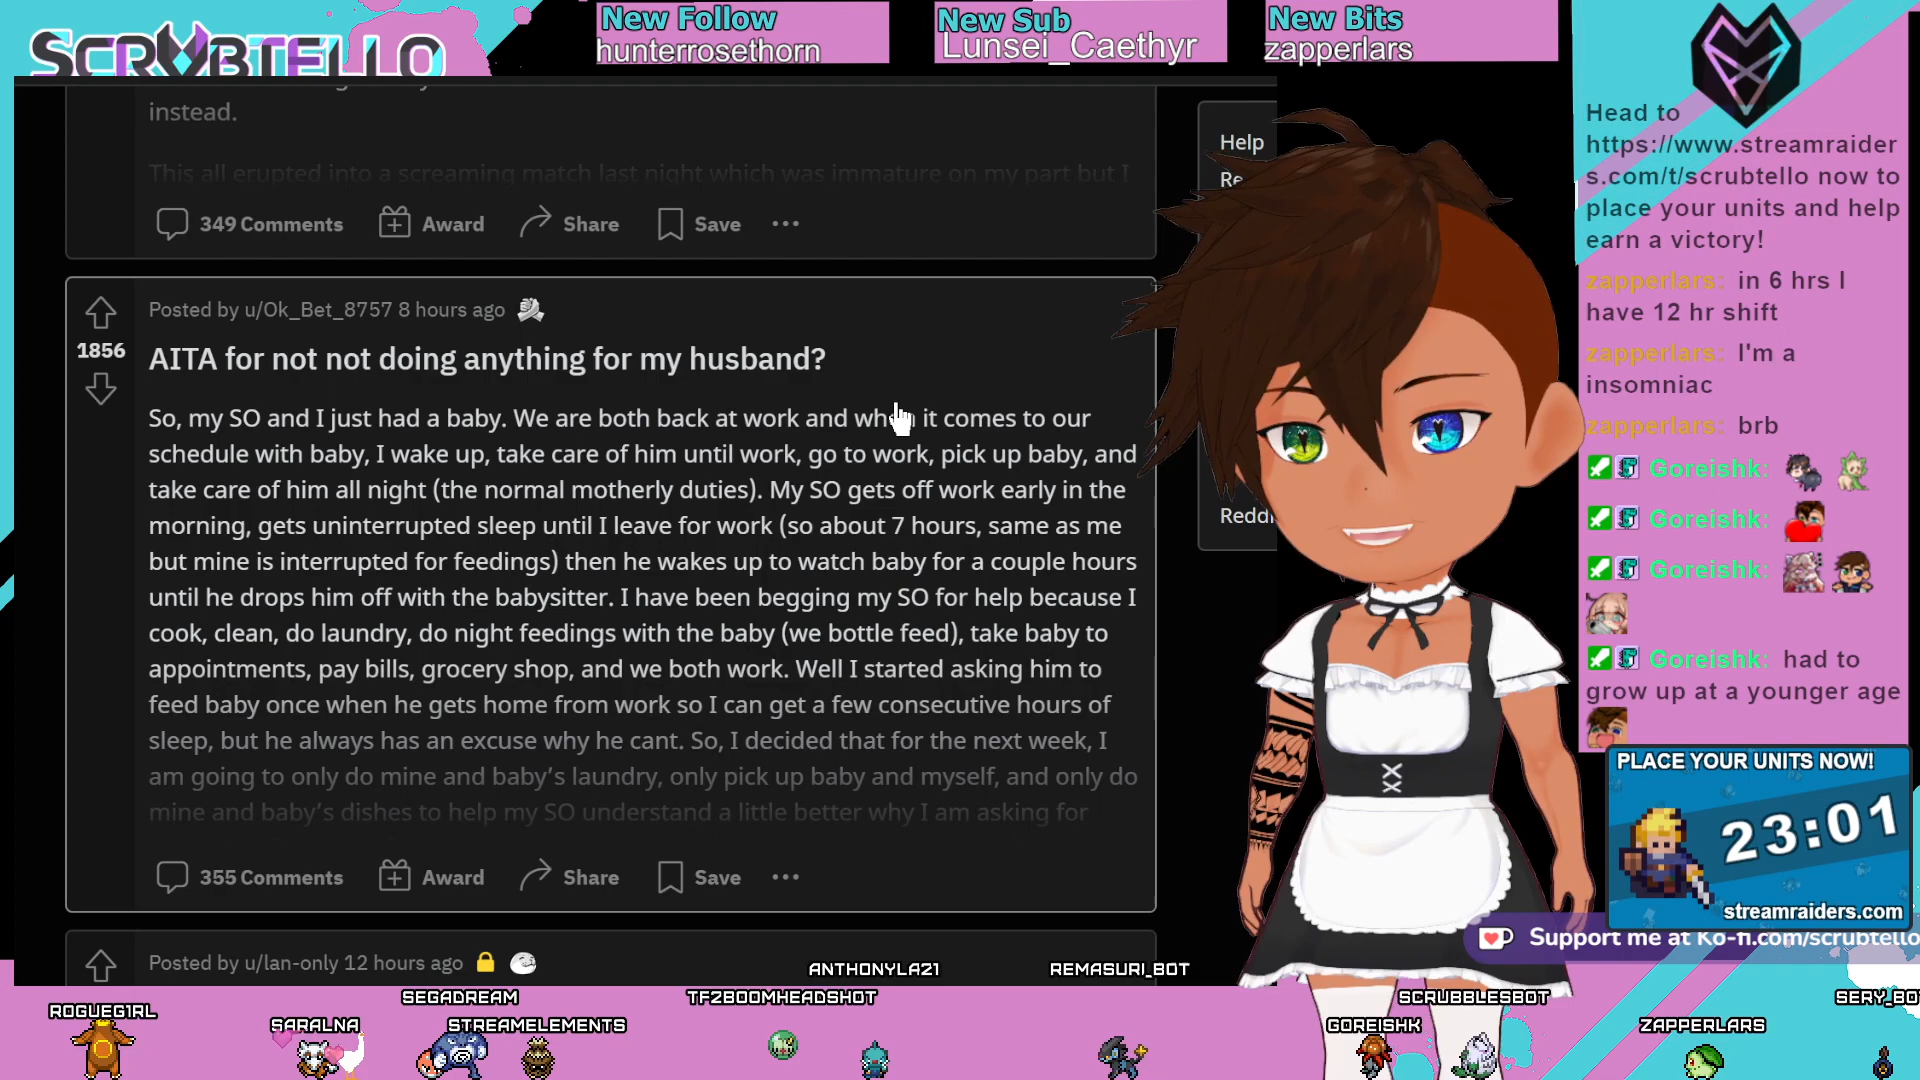 SCRUBTELLO
New Follow
hunterrosethorn
New Sub
Lunsei_Caethyr
New Bits
zapperlars
instead.
This all erupted into a screaming match last night which was immature on my part but I
349 Comments Award Share Save
Help
Posted by u/Ok_Bet_8757 8 hours ago
1856
AITA for not not doing anything for my husband?
So, my SO and I just had a baby. We are both back at work and when it comes to our
schedule with baby, I wake up, take care of him until work, go to work, pick up baby, and
take care of him all night (the normal motherly duties). My SO gets off work early in the
morning, gets uninterrupted sleep until I leave for work (so about 7 hours, same as me
but mine is interrupted for feedings) then he wakes up to watch baby for a couple hours
until he drops him off with the babysitter. I have been begging my SO for help because I
cook, clean, do laundry, do night feedings with the baby (we bottle feed), take baby to
appointments, pay bills, grocery shop, and we both work. Well I started asking him to
feed baby once when he gets home from work so I can get a few consecutive hours of
sleep, but he always has an excuse why he cant. So, I decided that for the next week, I
am going to only do mine and baby's laundry, only pick up baby and myself, and only do
mine and baby's dishes to help my SO understand a little better why I am asking for
355 Comments Award Share Save
Posted by u/lan-only 12 hours ago
Head to
https://www.streamraider
s.com/t/scrubtello now to
place your units and help
earn a victory!
zapperlars: in 6 hrs I
have 12 hr shift
zapperlars: I'm a
insomniac
zapperlars: brb
Goreishk:
Goreishk:
Goreishk:
Goreishk: had to
grow up at a younger age
PLACE YOUR UNITS NOW!
23:01
streamraiders.com
Support me at Ko-fi.com/scrubtello
ANTHONYLA21
REMASURI_BOT
ROGUEG1RL
SARALNA
SEGADREAM
STREAMELEMENTS
TF2BOOMHEADSHOT
GOREISHK
SCRUBBLESBOT
ZAPPERLARS